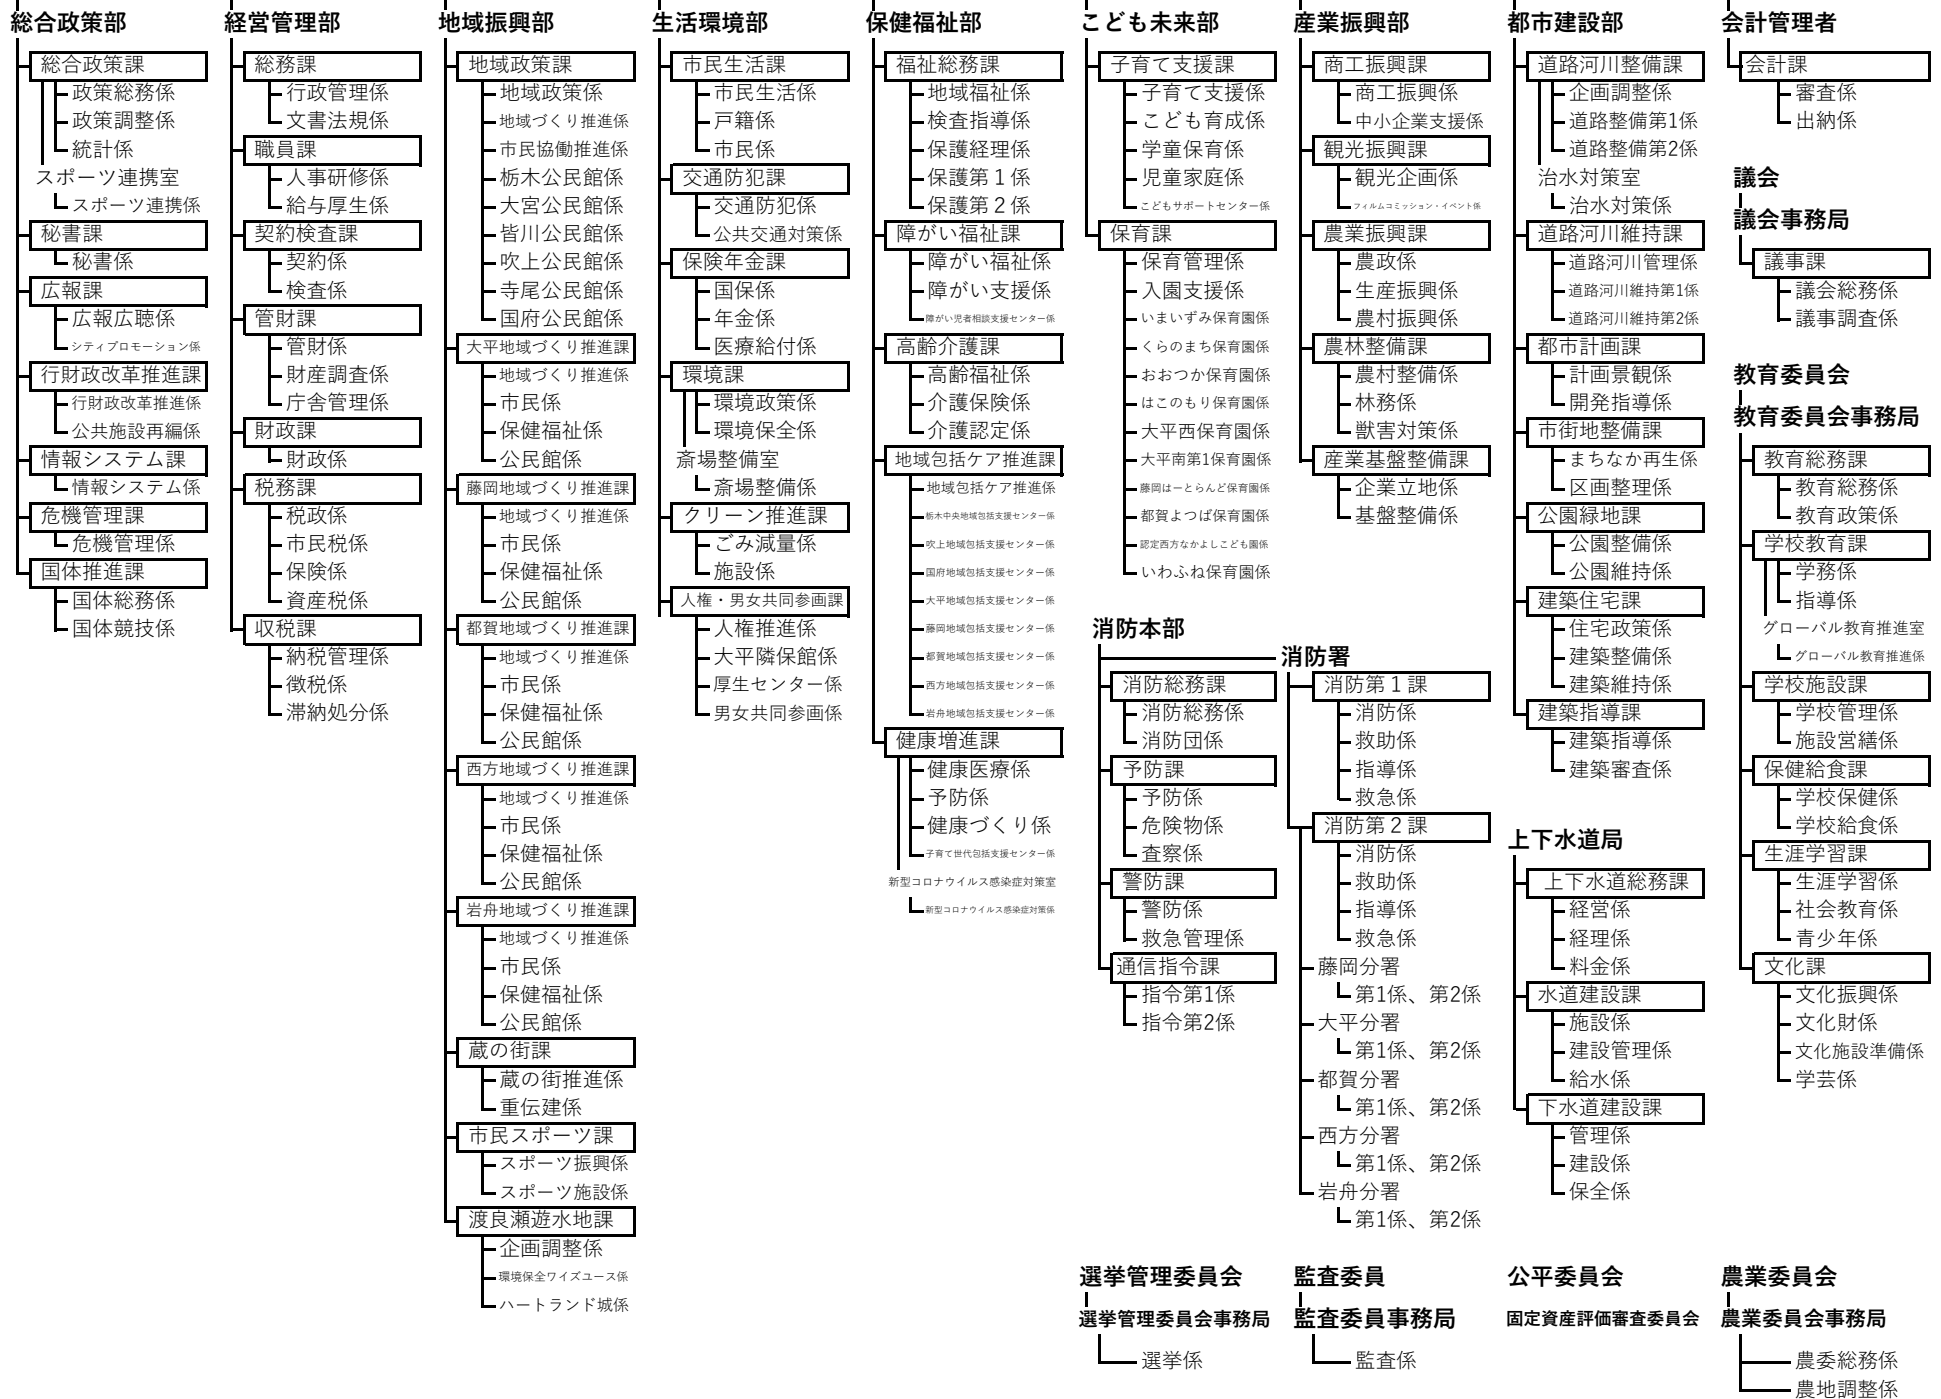 総合政策部
総合政策課
政策総務係
政策調整係
統計係
スポーツ連携室
スポーツ連携係
秘書課
秘書係
広報課
広報広聴係
シティプロモーション係
行財政改革推進課
行財政改革推進係
公共施設再編係
情報システム課
情報システム係
危機管理課
危機管理係
国体推進課
国体総務係
国体競技係
経営管理部
総務課
行政管理係
文書法規係
職員課
人事研修係
給与厚生係
契約検査課
契約係
検査係
管財課
管財係
財産調査係
庁舎管理係
財政課
財政係
税務課
税政係
市民税係
保険係
資産税係
収税課
納税管理係
徴税係
滞納処分係
地域振興部
地域政策課
地域政策係
地域づくり推進係
市民協働推進係
栃木公民館係
大宮公民館係
皆川公民館係
吹上公民館係
寺尾公民館係
国府公民館係
大平地域づくり推進課
地域づくり推進係
市民係
保健福祉係
公民館係
藤岡地域づくり推進課
地域づくり推進係
市民係
保健福祉係
公民館係
都賀地域づくり推進課
地域づくり推進係
市民係
保健福祉係
公民館係
西方地域づくり推進課
地域づくり推進係
市民係
保健福祉係
公民館係
岩舟地域づくり推進課
地域づくり推進係
市民係
保健福祉係
公民館係
蔵の街課
蔵の街推進係
重伝建係
市民スポーツ課
スポーツ振興係
スポーツ施設係
渡良瀬遊水地課
企画調整係
環境保全ワイズユース係
ハートランド城係
生活環境部
市民生活課
市民生活係
戸籍係
市民係
交通防犯課
交通防犯係
公共交通対策係
保険年金課
国保係
年金係
医療給付係
環境課
環境政策係
環境保全係
斎場整備室
斎場整備係
クリーン推進課
ごみ減量係
施設係
人権・男女共同参画課
人権推進係
大平隣保館係
厚生センター係
男女共同参画係
保健福祉部
福祉総務課
地域福祉係
検査指導係
保護経理係
保護第１係
保護第２係
障がい福祉課
障がい福祉係
障がい支援係
障がい児者相談支援センター係
高齢介護課
高齢福祉係
介護保険係
介護認定係
地域包括ケア推進課
地域包括ケア推進係
栃木中央地域包括支援センター係
吹上地域包括支援センター係
国府地域包括支援センター係
大平地域包括支援センター係
藤岡地域包括支援センター係
都賀地域包括支援センター係
西方地域包括支援センター係
岩舟地域包括支援センター係
健康増進課
健康医療係
予防係
健康づくり係
子育て世代包括支援センター係
新型コロナウイルス感染症対策室
新型コロナウイルス感染症対策係
こども未来部
子育て支援課
子育て支援係
こども育成係
学童保育係
児童家庭係
こどもサポートセンター係
保育課
保育管理係
入園支援係
いまいずみ保育園係
くらのまち保育園係
おおつか保育園係
はこのもり保育園係
大平西保育園係
大平南第1保育園係
藤岡はーとらんど保育園係
都賀よつば保育園係
認定西方なかよしこども園係
いわふね保育園係
消防本部
消防総務課
消防総務係
消防団係
予防課
予防係
危険物係
査察係
警防課
警防係
救急管理係
通信指令課
指令第1係
指令第2係
産業振興部
商工振興課
商工振興係
中小企業支援係
観光振興課
観光企画係
フィルムコミッション・イベント係
農業振興課
農政係
生産振興係
農村振興係
農林整備課
農村整備係
林務係
獣害対策係
産業基盤整備課
企業立地係
基盤整備係
消防署
消防第１課
消防係
救助係
指導係
救急係
消防第２課
消防係
救助係
指導係
救急係
藤岡分署
第1係、第2係
大平分署
第1係、第2係
都賀分署
第1係、第2係
西方分署
第1係、第2係
岩舟分署
第1係、第2係
都市建設部
道路河川整備課
企画調整係
道路整備第1係
道路整備第2係
治水対策室
治水対策係
道路河川維持課
道路河川管理係
道路河川維持第1係
道路河川維持第2係
都市計画課
計画景観係
開発指導係
市街地整備課
まちなか再生係
区画整理係
公園緑地課
公園整備係
公園維持係
建築住宅課
住宅政策係
建築整備係
建築維持係
建築指導課
建築指導係
建築審査係
上下水道局
上下水道総務課
経営係
経理係
料金係
水道建設課
施設係
建設管理係
給水係
下水道建設課
管理係
建設係
保全係
会計管理者
会計課
審査係
出納係
議会
議会事務局
議事課
議会総務係
議事調査係
教育委員会
教育委員会事務局
教育総務課
教育総務係
教育政策係
学校教育課
学務係
指導係
グローバル教育推進室
グローバル教育推進係
学校施設課
学校管理係
施設営繕係
保健給食課
学校保健係
学校給食係
生涯学習課
生涯学習係
社会教育係
青少年係
文化課
文化振興係
文化財係
文化施設準備係
学芸係
選挙管理委員会
選挙管理委員会事務局
選挙係
監査委員
監査委員事務局
監査係
公平委員会
固定資産評価審査委員会
農業委員会
農業委員会事務局
農委総務係
農地調整係